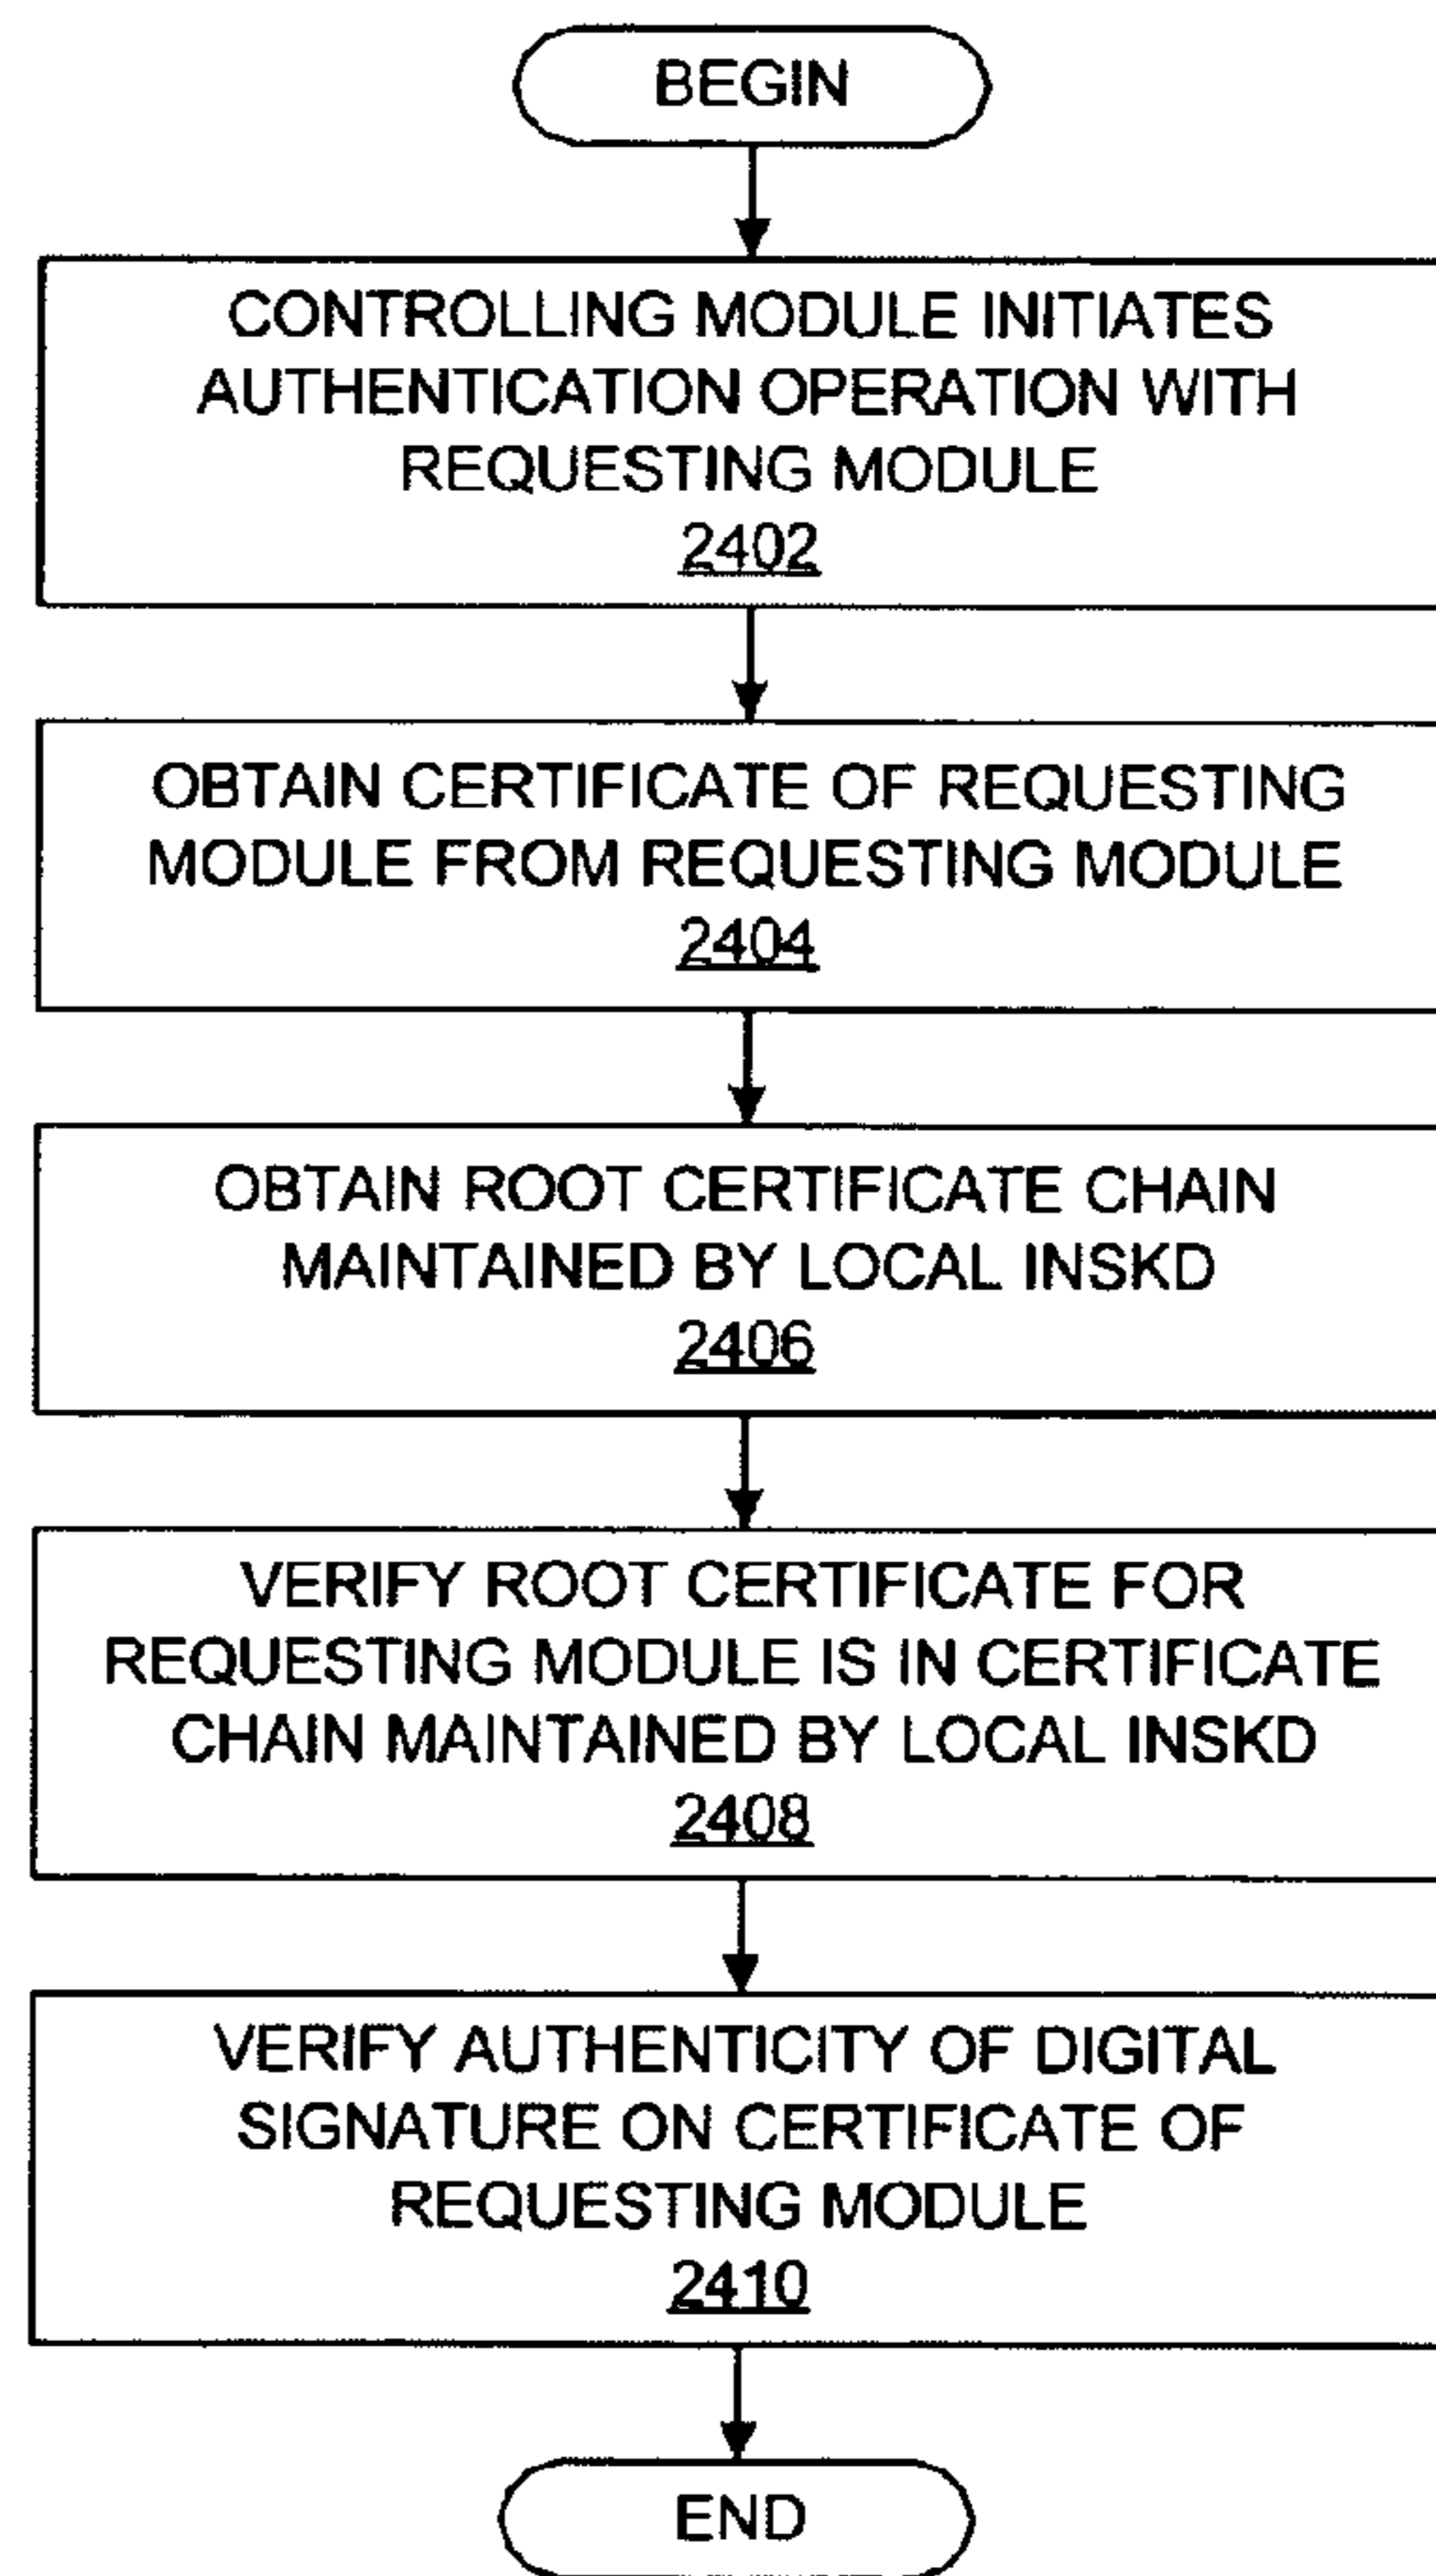 BEGIN
CONTROLLING MODULE INITIATES
AUTHENTICATION OPERATION WITH
REQUESTING MODULE
2402
OBTAIN CERTIFICATE OF REQUESTING
MODULE FROM REQUESTING MODULE
2404
OBTAIN ROOT CERTIFICATE CHAIN
MAINTAINED BY LOCAL INSKD
2406
VERIFY ROOT CERTIFICATE FOR
REQUESTING MODULE IS IN CERTIFICATE
CHAIN MAINTAINED BY LOCAL INSKD
2408
VERIFY AUTHENTICITY OF DIGITAL
SIGNATURE ON CERTIFICATE OF
REQUESTING MODULE
2410
END